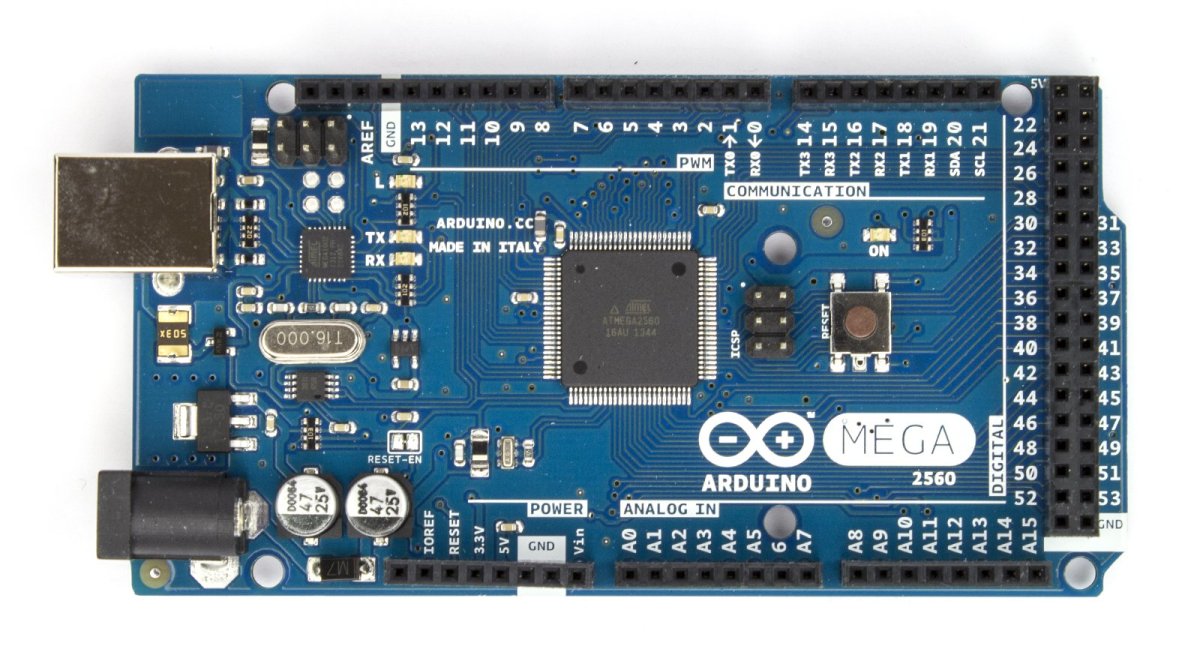 5V
AREF
GND
13
12
11
10
9
8
7
6
5
4
3
2
TX0→1
RX0←0
TX3 14
RX3 15
TX2 16
RX2 17
TX1 18
RX1 19
SDA 20
SCL 21
PWM
COMMUNICATION
L
TX
RX
ARDUINO.CC
MADE IN ITALY
ON
ATMEL
ATMEGA2560
16AU 1344
ICSP
RESET
T16.000
RESET-EN
47
25V
47
25V
M7
ARDUINO
MEGA
2560
DIGITAL
22
24
26
28
30 31
32 33
34 35
36 37
38 39
40 41
42 43
44 45
46 47
48 49
50 51
52 53
GND
POWER
ANALOG IN
IOREF
RESET
3.3V
5V
GND
Vin
A0
A1
A2
A3
A4
A5
6
A7
A8
A9
A10
A11
A12
A13
A14
A15